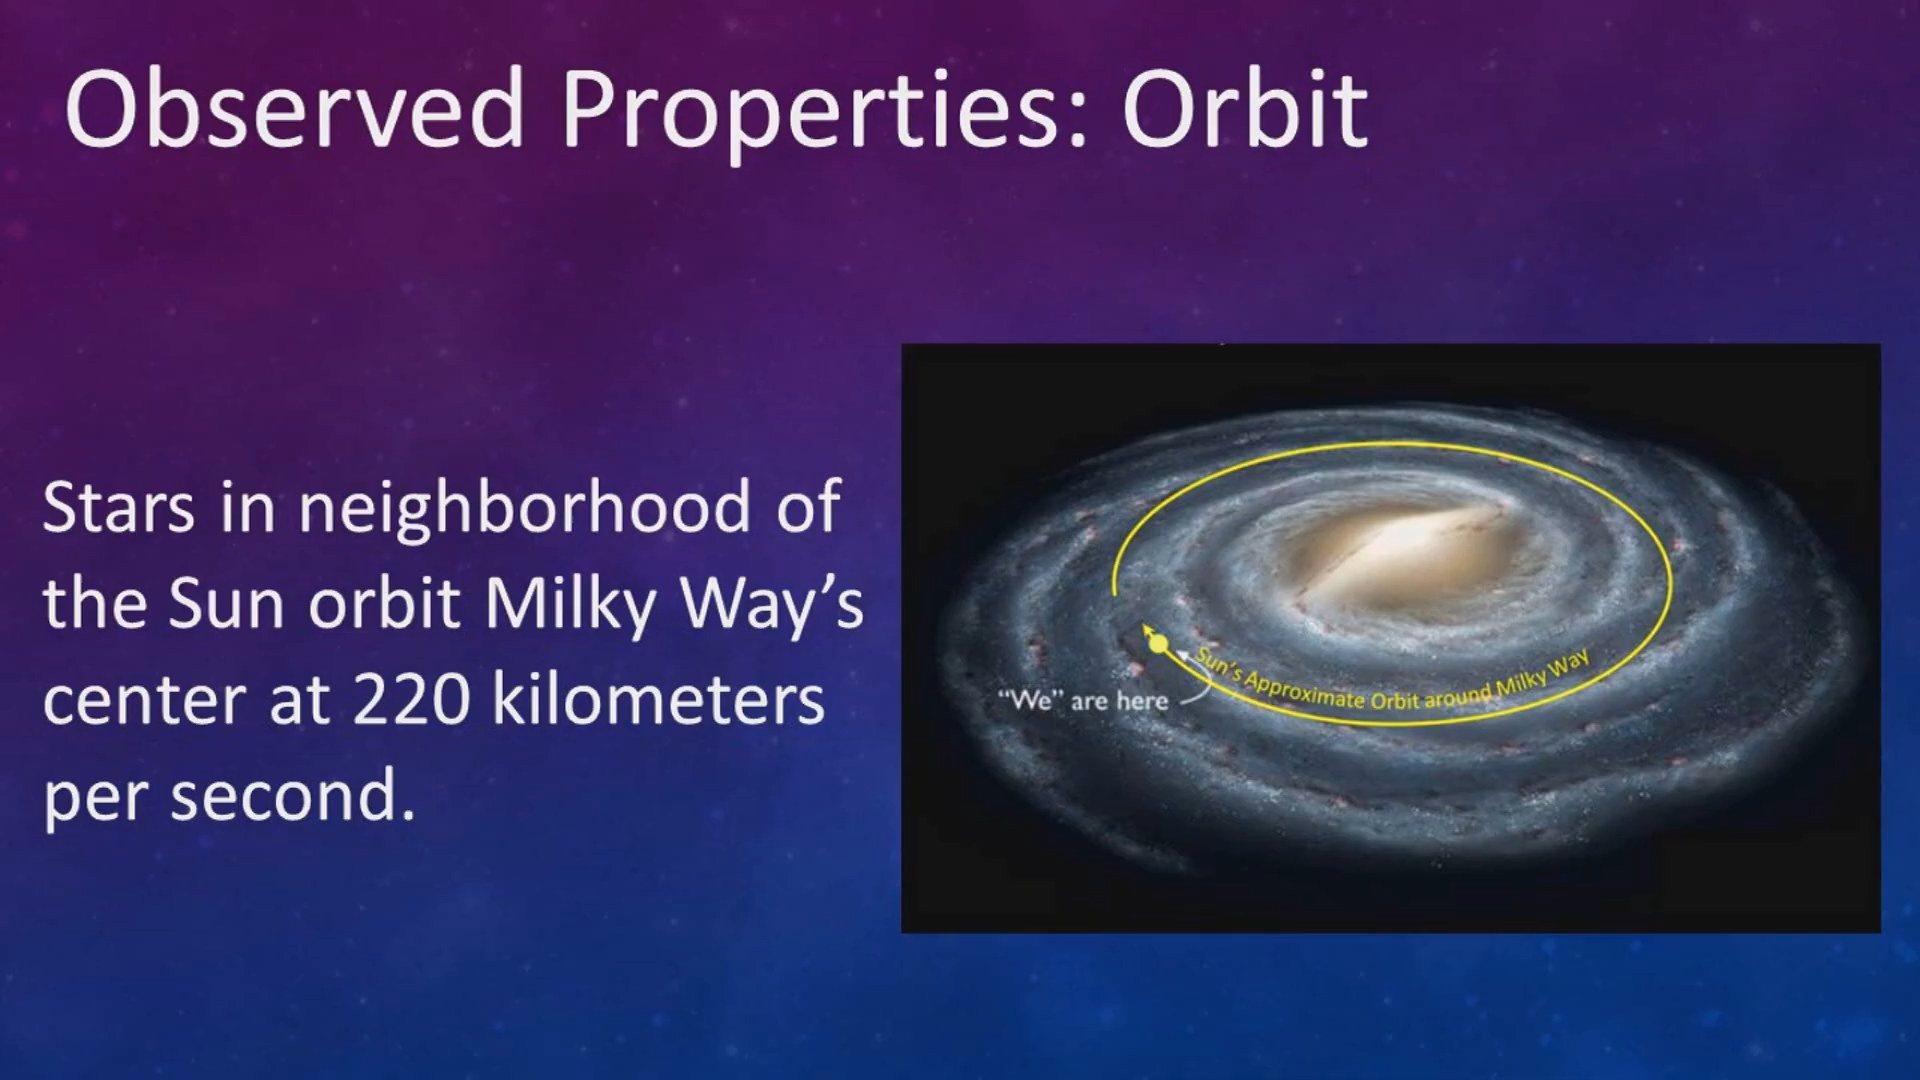 Observed Properties: Orbit
Stars in neighborhood of
the Sun orbit Milky Way’s
center at 220 kilometers
per second.
Sun's Approximate Orbit around Milky Way
“We” are here